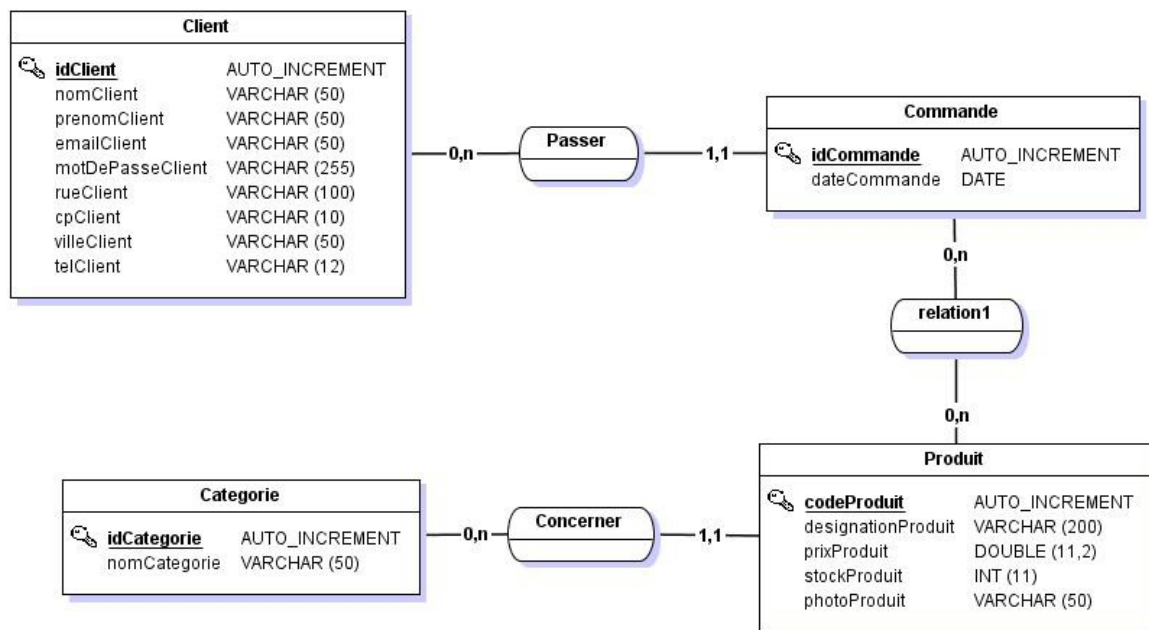 Client
idClient AUTO_INCREMENT
nomClient VARCHAR (50)
prenomClient VARCHAR (50)
emailClient VARCHAR (50)
motDePasseClient VARCHAR (255)
rueClient VARCHAR (100)
cpClient VARCHAR (10)
villeClient VARCHAR (50)
telClient VARCHAR (12)
0,n
Passer
1,1
Commande
idCommande AUTO_INCREMENT
dateCommande DATE
0,n
relation1
0,n
Categorie
idCategorie AUTO_INCREMENT
nomCategorie VARCHAR (50)
0,n
Concerner
1,1
Produit
codeProduit AUTO_INCREMENT
designationProduit VARCHAR (200)
prixProduit DOUBLE (11,2)
stockProduit INT (11)
photoProduit VARCHAR (50)